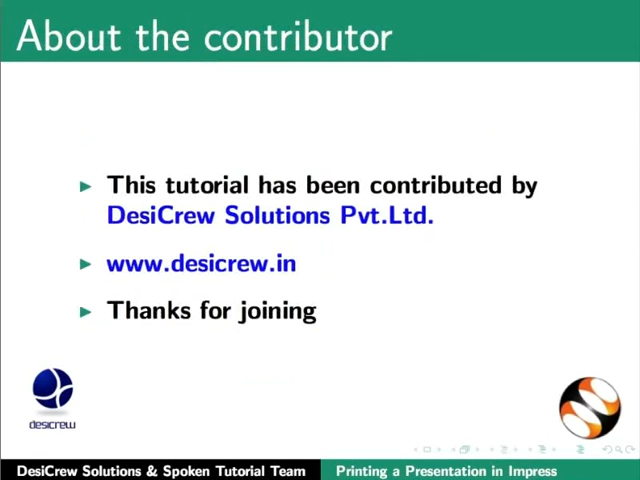 About the contributor
This tutorial has been contributed by
DesiCrew Solutions Pvt.Ltd.
www.desicrew.in
Thanks for joining
desicrew
DesiCrew Solutions & Spoken Tutorial Team
Printing a Presentation in Impress